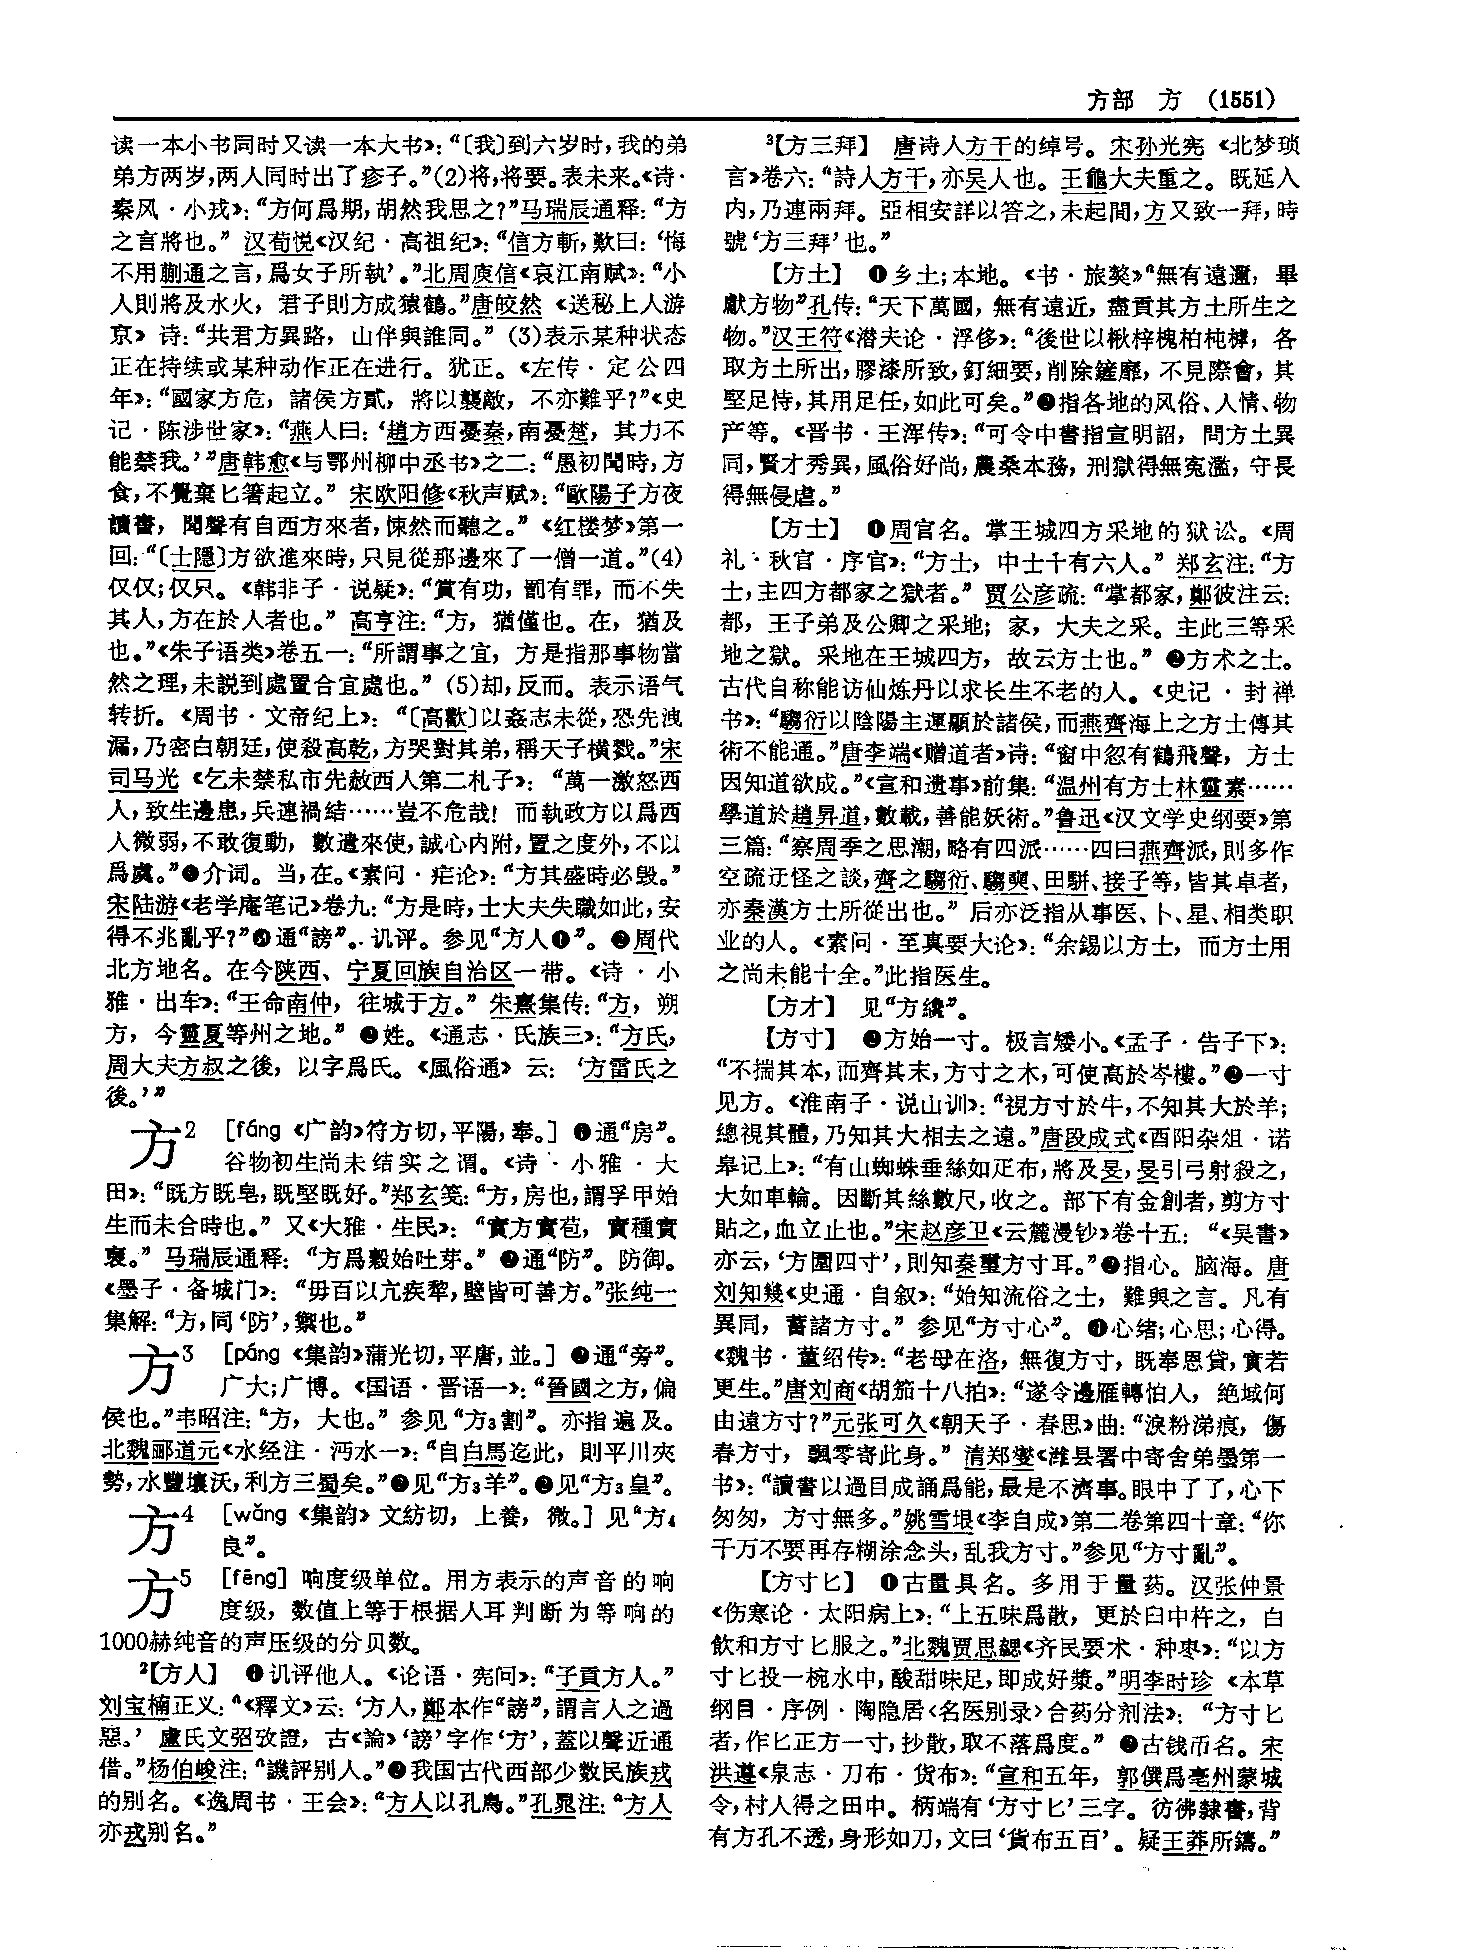 方部　方　(1551)
读一本小书同时又读一本大书》：“〔我〕到六岁时，我的弟
弟方两岁，两人同时出了疹子。”(2)将，将要。表未来。《诗·
秦风·小戎》：“方何爲期，胡然我思之？”马瑞辰通释：“方
之言將也。” 汉荀悦《汉纪·高祖纪》：“信方斬，歎曰：‘悔
不用蒯通之言，爲女子所執’。”北周庾信《哀江南赋》：“小
人則將及水火，君子則方成猿鶴。”唐皎然《送秘上人游
京》诗：“共君方異路，山伴與誰同。” (3)表示某种状态
正在持续或某种动作正在进行。犹正。《左传·定公四
年》：“國家方危，諸侯方貳，將以襲敵，不亦難乎？”《史
记·陈涉世家》：“燕人曰：‘趙方西憂秦，南憂楚，其力不
能禁我。’”唐韩愈《与鄂州柳中丞书》之二：“愚初聞時，方
食，不覺棄匕箸起立。” 宋欧阳修《秋声赋》：“歐陽子方夜
讀書，聞聲有自西方來者，悚然而聽之。” 《红楼梦》第一
回：“〔士隱〕方欲進來時，只見從那邊來了一僧一道。”(4)
仅仅；仅只。《韩非子·说疑》：“賞有功，罰有罪，而不失
其人，方在於人者也。” 高亨注：“方，猶僅也。在，猶及
也。”《朱子语类》卷五一：“所謂事之宜，方是指那事物當
然之理，未説到處置合宜處也。” (5)却，反而。表示语气
转折。《周书·文帝纪上》：“〔高歡〕以姦志未從，恐先洩
漏，乃密白朝廷，使殺高乾，方哭對其弟，稱天子横戮。”宋
司马光《乞未禁私市先赦西人第二札子》：“萬一激怒西
人，致生邊患，兵連禍結……豈不危哉！ 而執政方以爲西
人微弱，不敢復動，數遣來使，誠心内附，置之度外，不以
爲虞。”介词。当，在。《素问·疟论》：“方其盛時必毁。”
宋陆游《老学庵笔记》卷九：“方是時，士大夫失職如此，安
得不兆亂乎？”通“謗”。讥评。参见“方人❶”。周代
北方地名。在今陕西、宁夏回族自治区一带。《诗·小
雅·出车》：“王命南仲，往城于方。” 朱熹集传：“方，朔
方，今靈夏等州之地。” 姓。《通志·氏族三》：“方氏，
周大夫方叔之後，以字爲氏。《風俗通》云：‘方雷氏之
後。’”
方2 [fáng《广韵》符方切，平陽，奉。] ❶通“房”。
谷物初生尚未结实之谓。《诗·小雅·大
田》：“既方既皂，既堅既好。”郑玄笺：“方，房也，謂孚甲始
生而未合時也。” 又《大雅·生民》：“實方實苞，實種實
褎。” 马瑞辰通释：“方爲穀始吐芽。” ❷通“防”。防御。
《墨子·备城门》：“毋百以亢疾犂，壁皆可善方。”张纯一
集解：“方，同‘防’，禦也。”
方3 [páng《集韵》蒲光切，平唐，並。] ❶通“旁”。
广大；广博。《国语·晋语一》：“晉國之方，偏
侯也。”韦昭注：“方，大也。” 参见“方3割”。亦指遍及。
北魏郦道元《水经注·沔水一》：“自白馬迄此，則平川夾
勢，水豐壤沃，利方三蜀矣。”❷见“方3羊”。❸见“方3皇”。
方4 [wǎng《集韵》文紡切，上養，微。] 见“方4
良”。
方5 [fēng] 响度级单位。用方表示的声音的响
度级，数值上等于根据人耳判断为等响的
1000赫纯音的声压级的分贝数。
2【方人】 ❶讥评他人。《论语·宪问》：“子貢方人。”
刘宝楠正义：“《釋文》云：‘方人，鄭本作“謗”，謂言人之過
惡。’ 盧氏文弨攷證，古《論》‘謗’字作‘方’，蓋以聲近通
借。”杨伯峻注：“譏評别人。”❷我国古代西部少数民族戎
的别名。《逸周书·王会》：“方人以孔鳥。”孔晁注：“方人
亦戎别名。”
3【方三拜】 唐诗人方干的绰号。宋孙光宪《北梦琐
言》卷六：“詩人方干，亦吴人也。王龜大夫重之。既延入
内，乃連兩拜。亞相安詳以答之，未起間，方又致一拜，時
號‘方三拜’也。”
【方土】 ❶乡土；本地。《书·旅獒》“無有遠邇，畢
獻方物”孔传：“天下萬國，無有遠近，盡貢其方土所生之
物。”汉王符《潜夫论·浮侈》：“後世以楸梓槐柏杶樗，各
取方土所出，膠漆所致，釘細要，削除鏟靡，不見際會，其
堅足恃，其用足任，如此可矣。”❷指各地的风俗、人情、物
产等。《晋书·王浑传》：“可令中書指宣明詔，問方土異
同，賢才秀異，風俗好尚，農桑本務，刑獄得無寃濫，守長
得無侵虐。”
【方士】 ❶周官名。掌王城四方采地的狱讼。《周
礼·秋官·序官》：“方士，中士十有六人。” 郑玄注：“方
士，主四方都家之獄者。” 贾公彦疏：“掌都家，鄭彼注云：
都，王子弟及公卿之采地；家，大夫之采。主此三等采
地之獄。采地在王城四方，故云方士也。” ❷方术之士。
古代自称能访仙炼丹以求长生不老的人。《史记·封禅
书》：“騶衍以陰陽主運顯於諸侯，而燕齊海上之方士傳其
術不能通。”唐李端《赠道者》诗：“窗中忽有鶴飛聲，方士
因知道欲成。”《宣和遗事》前集：“温州有方士林靈素……
學道於趙昇道，數載，善能妖術。”鲁迅《汉文学史纲要》第
三篇：“察周季之思潮，略有四派……四曰燕齊派，則多作
空疏迂怪之談，齊之騶衍、騶奭、田駢、接子等，皆其卓者，
亦秦漢方士所從出也。” 后亦泛指从事医、卜、星、相类职
业的人。《素问·至真要大论》：“余錫以方士，而方士用
之尚未能十全。”此指医生。
【方才】 见“方纔”。
【方寸】 ❶方始一寸。极言矮小。《孟子·告子下》：
“不揣其本，而齊其末，方寸之木，可使高於岑樓。”❷一寸
见方。《淮南子·说山训》：“視方寸於牛，不知其大於羊；
總視其體，乃知其大相去之遠。”唐段成式《酉阳杂俎·诺
皋记上》：“有山蜘蛛垂絲如疋布，將及旻，旻引弓射殺之，
大如車輪。因斷其絲數尺，收之。部下有金創者，剪方寸
貼之，血立止也。”宋赵彦卫《云麓漫钞》卷十五：“《吴書》
亦云，‘方圍四寸’，則知秦璽方寸耳。”❸指心。脑海。唐
刘知幾《史通·自叙》：“始知流俗之士，難與之言。凡有
異同，蓄諸方寸。” 参见“方寸心”。❹心绪；心思；心得。
《魏书·董绍传》：“老母在洛，無復方寸，既奉恩貸，實若
更生。”唐刘商《胡笳十八拍》：“遂令邊雁轉怕人，绝域何
由遠方寸？”元张可久《朝天子·春思》曲：“淚粉涕痕，傷
春方寸，飄零寄此身。” 清郑燮《潍县署中寄舍弟墨第一
书》：“讀書以過目成誦爲能，最是不濟事。眼中了了，心下
匆匆，方寸無多。”姚雪垠《李自成》第二卷第四十章：“你
千万不要再存糊涂念头，乱我方寸。”参见“方寸亂”。
【方寸匕】 ❶古量具名。多用于量药。汉张仲景
《伤寒论·太阳病上》：“上五味爲散，更於臼中杵之，白
飲和方寸匕服之。”北魏贾思勰《齐民要术·种枣》：“以方
寸匕投一椀水中，酸甜味足，即成好漿。”明李时珍《本草
纲目·序例·陶隐居〈名医别录〉合药分剂法》：“方寸匕
者，作匕正方一寸，抄散，取不落爲度。” ❷古钱币名。宋
洪遵《泉志·刀布·货布》：“宣和五年，郭僎爲亳州蒙城
令，村人得之田中。柄端有‘方寸匕’三字。彷彿隸書，背
有方孔不透，身形如刀，文曰‘貨布五百’。疑王莽所鑄。”